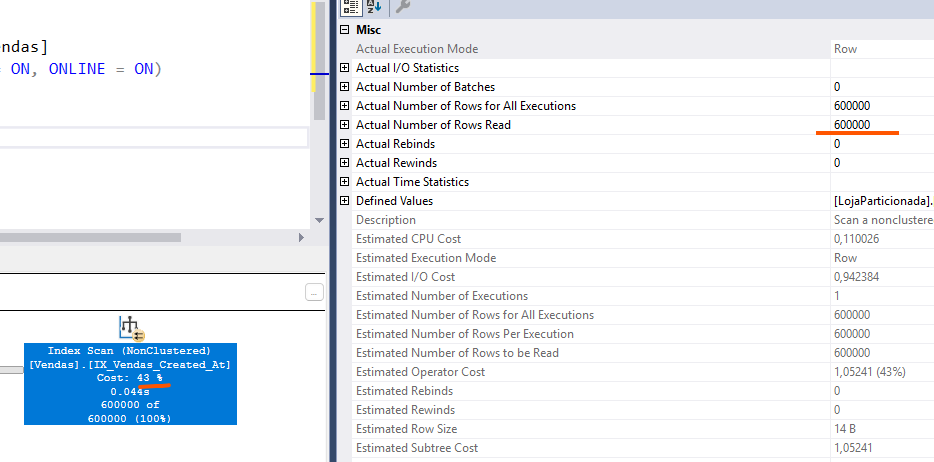 endas]
= ON, ONLINE = ON)
Index Scan (NonClustered)
[Vendas].[IX_Vendas_Created_At]
Cost: 43 %
0.044s
600000 of
600000 (100%)
Misc
Actual Execution Mode Row
Actual I/O Statistics
Actual Number of Batches 0
Actual Number of Rows for All Executions 600000
Actual Number of Rows Read 600000
Actual Rebinds 0
Actual Rewinds 0
Actual Time Statistics
Defined Values [LojaParticionada].
Description Scan a nonclustere
Estimated CPU Cost 0,110026
Estimated Execution Mode Row
Estimated I/O Cost 0,942384
Estimated Number of Executions 1
Estimated Number of Rows for All Executions 600000
Estimated Number of Rows Per Execution 600000
Estimated Number of Rows to be Read 600000
Estimated Operator Cost 1,05241 (43%)
Estimated Rebinds 0
Estimated Rewinds 0
Estimated Row Size 14 B
Estimated Subtree Cost 1,05241